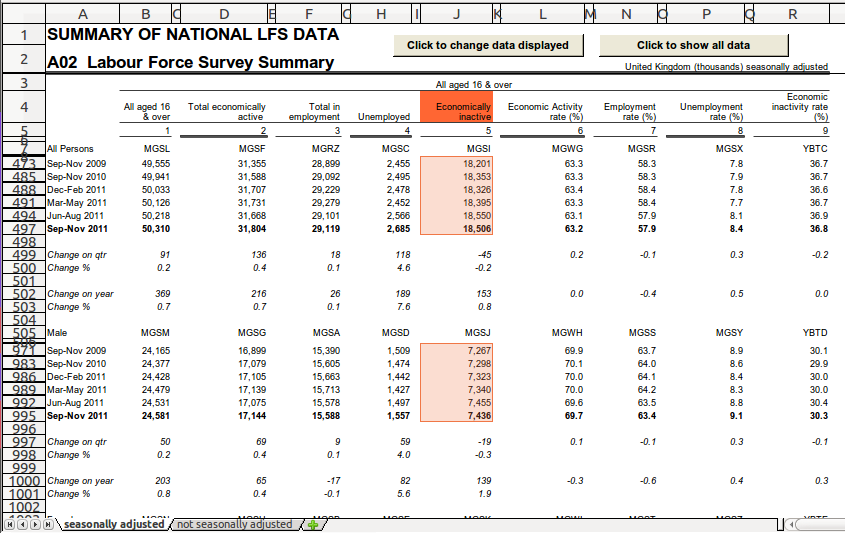 A B C D E F G H I J K L M N O P Q R
1 SUMMARY OF NATIONAL LFS DATA
Click to change data displayed Click to show all data
2 A02 Labour Force Survey Summary United Kingdom (thousands) seasonally adjusted
3 All aged 16 & over
4 All aged 16 & over Total economically active Total in employment Unemployed Economically inactive Economic Activity rate (%) Employment rate (%) Unemployment rate (%) Economic inactivity rate (%)
5 1 2 3 4 5 6 7 8 9
7 All Persons MGSL MGSF MGRZ MGSC MGSI MGWG MGSR MGSX YBTC
473 Sep-Nov 2009 49,555 31,355 28,899 2,455 18,201 63.3 58.3 7.8 36.7
485 Sep-Nov 2010 49,941 31,588 29,092 2,495 18,353 63.3 58.3 7.9 36.7
488 Dec-Feb 2011 50,033 31,707 29,229 2,478 18,326 63.4 58.4 7.8 36.6
491 Mar-May 2011 50,126 31,731 29,279 2,452 18,395 63.3 58.4 7.7 36.7
494 Jun-Aug 2011 50,218 31,668 29,101 2,566 18,550 63.1 57.9 8.1 36.9
497 Sep-Nov 2011 50,310 31,804 29,119 2,685 18,506 63.2 57.9 8.4 36.8
498
499 Change on qtr 91 136 18 118 -45 0.2 -0.1 0.3 -0.2
500 Change % 0.2 0.4 0.1 4.6 -0.2
501
502 Change on year 369 216 26 189 153 0.0 -0.4 0.5 0.0
503 Change % 0.7 0.7 0.1 7.6 0.8
504
505 Male MGSM MGSG MGSA MGSD MGSJ MGWH MGSS MGSY YBTD
971 Sep-Nov 2009 24,165 16,899 15,390 1,509 7,267 69.9 63.7 8.9 30.1
983 Sep-Nov 2010 24,377 17,079 15,605 1,474 7,298 70.1 64.0 8.6 29.9
986 Dec-Feb 2011 24,428 17,105 15,663 1,442 7,323 70.0 64.1 8.4 30.0
989 Mar-May 2011 24,479 17,139 15,713 1,427 7,340 70.0 64.2 8.3 30.0
992 Jun-Aug 2011 24,531 17,075 15,578 1,497 7,455 69.6 63.5 8.8 30.4
995 Sep-Nov 2011 24,581 17,144 15,588 1,557 7,436 69.7 63.4 9.1 30.3
996
997 Change on qtr 50 69 9 59 -19 0.1 -0.1 0.3 -0.1
998 Change % 0.2 0.4 0.1 4.0 -0.3
999
1000 Change on year 203 65 -17 82 139 -0.3 -0.6 0.4 0.3
1001 Change % 0.8 0.4 -0.1 5.6 1.9
1002
seasonally adjusted not seasonally adjusted